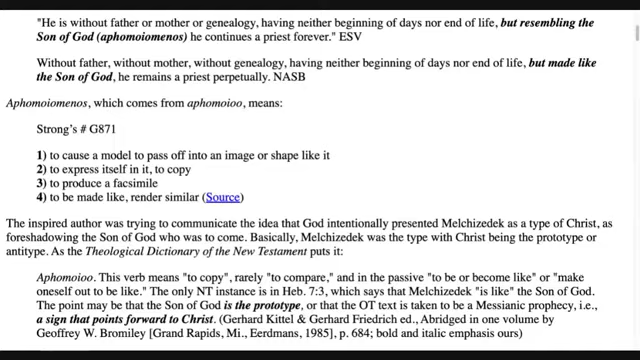 "He is without father or mother or genealogy, having neither beginning of days nor end of life, but resembling the
Son of God (aphomoiomenos) he continues a priest forever." ESV
Without father, without mother, without genealogy, having neither beginning of days nor end of life, but made like
the Son of God, he remains a priest perpetually. NASB
Aphomoiomenos, which comes from aphomoioo, means:
Strong's # G871
1) to cause a model to pass off into an image or shape like it
2) to express itself in it, to copy
3) to produce a facsimile
4) to be made like, render similar (Source)
The inspired author was trying to communicate the idea that God intentionally presented Melchizedek as a type of Christ, as
foreshadowing the Son of God who was to come. Basically, Melchizedek was the type with Christ being the prototype or
antitype. As the Theological Dictionary of the New Testament puts it:
Aphomoioo. This verb means "to copy", rarely "to compare," and in the passive "to be or become like" or "make
oneself out to be like." The only NT instance is in Heb. 7:3, which says that Melchizedek "is like" the Son of God.
The point may be that the Son of God is the prototype, or that the OT text is taken to be a Messianic prophecy, i.e.,
a sign that points forward to Christ. (Gerhard Kittel & Gerhard Friedrich ed., Abridged in one volume by
Geoffrey W. Bromiley [Grand Rapids, Mi., Eerdmans, 1985], p. 684; bold and italic emphasis ours)